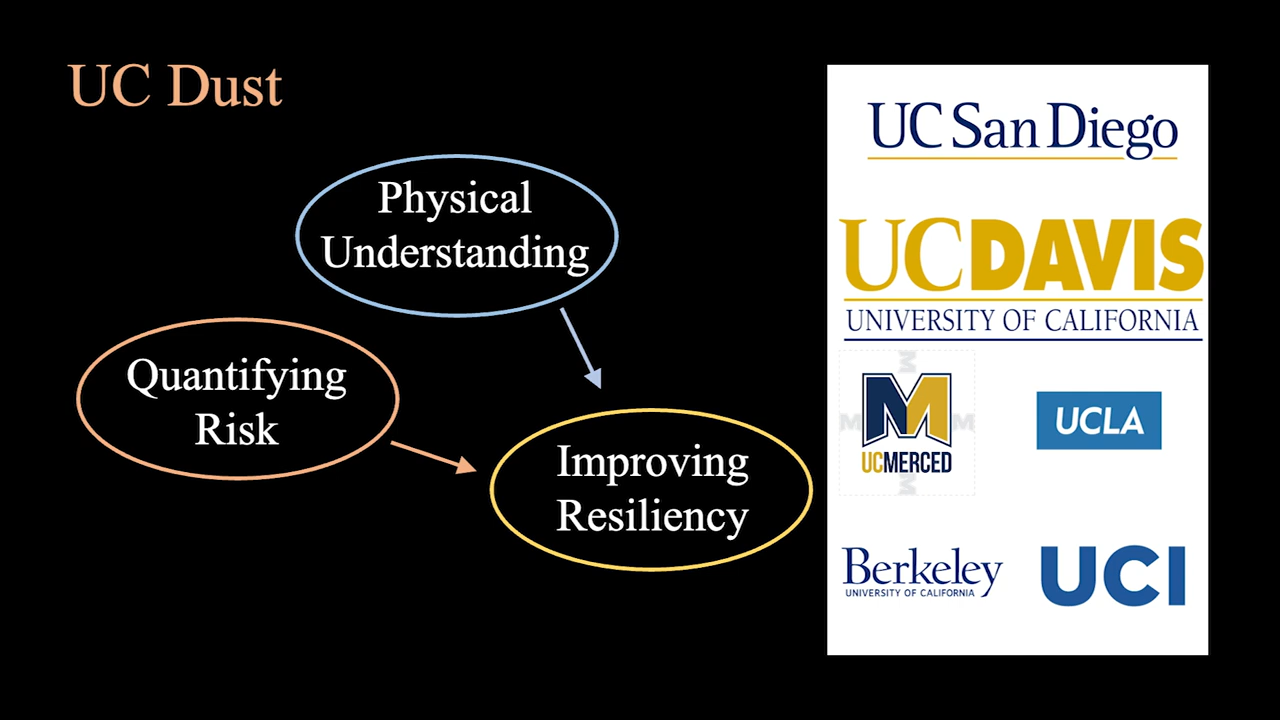 UC Dust
Physical
Understanding
Quantifying
Risk
Improving
Resiliency
UC San Diego
UCDAVIS
UNIVERSITY OF CALIFORNIA
M
M
M
M
M
UCMERCED
UCLA
Berkeley
UNIVERSITY OF CALIFORNIA
UCI